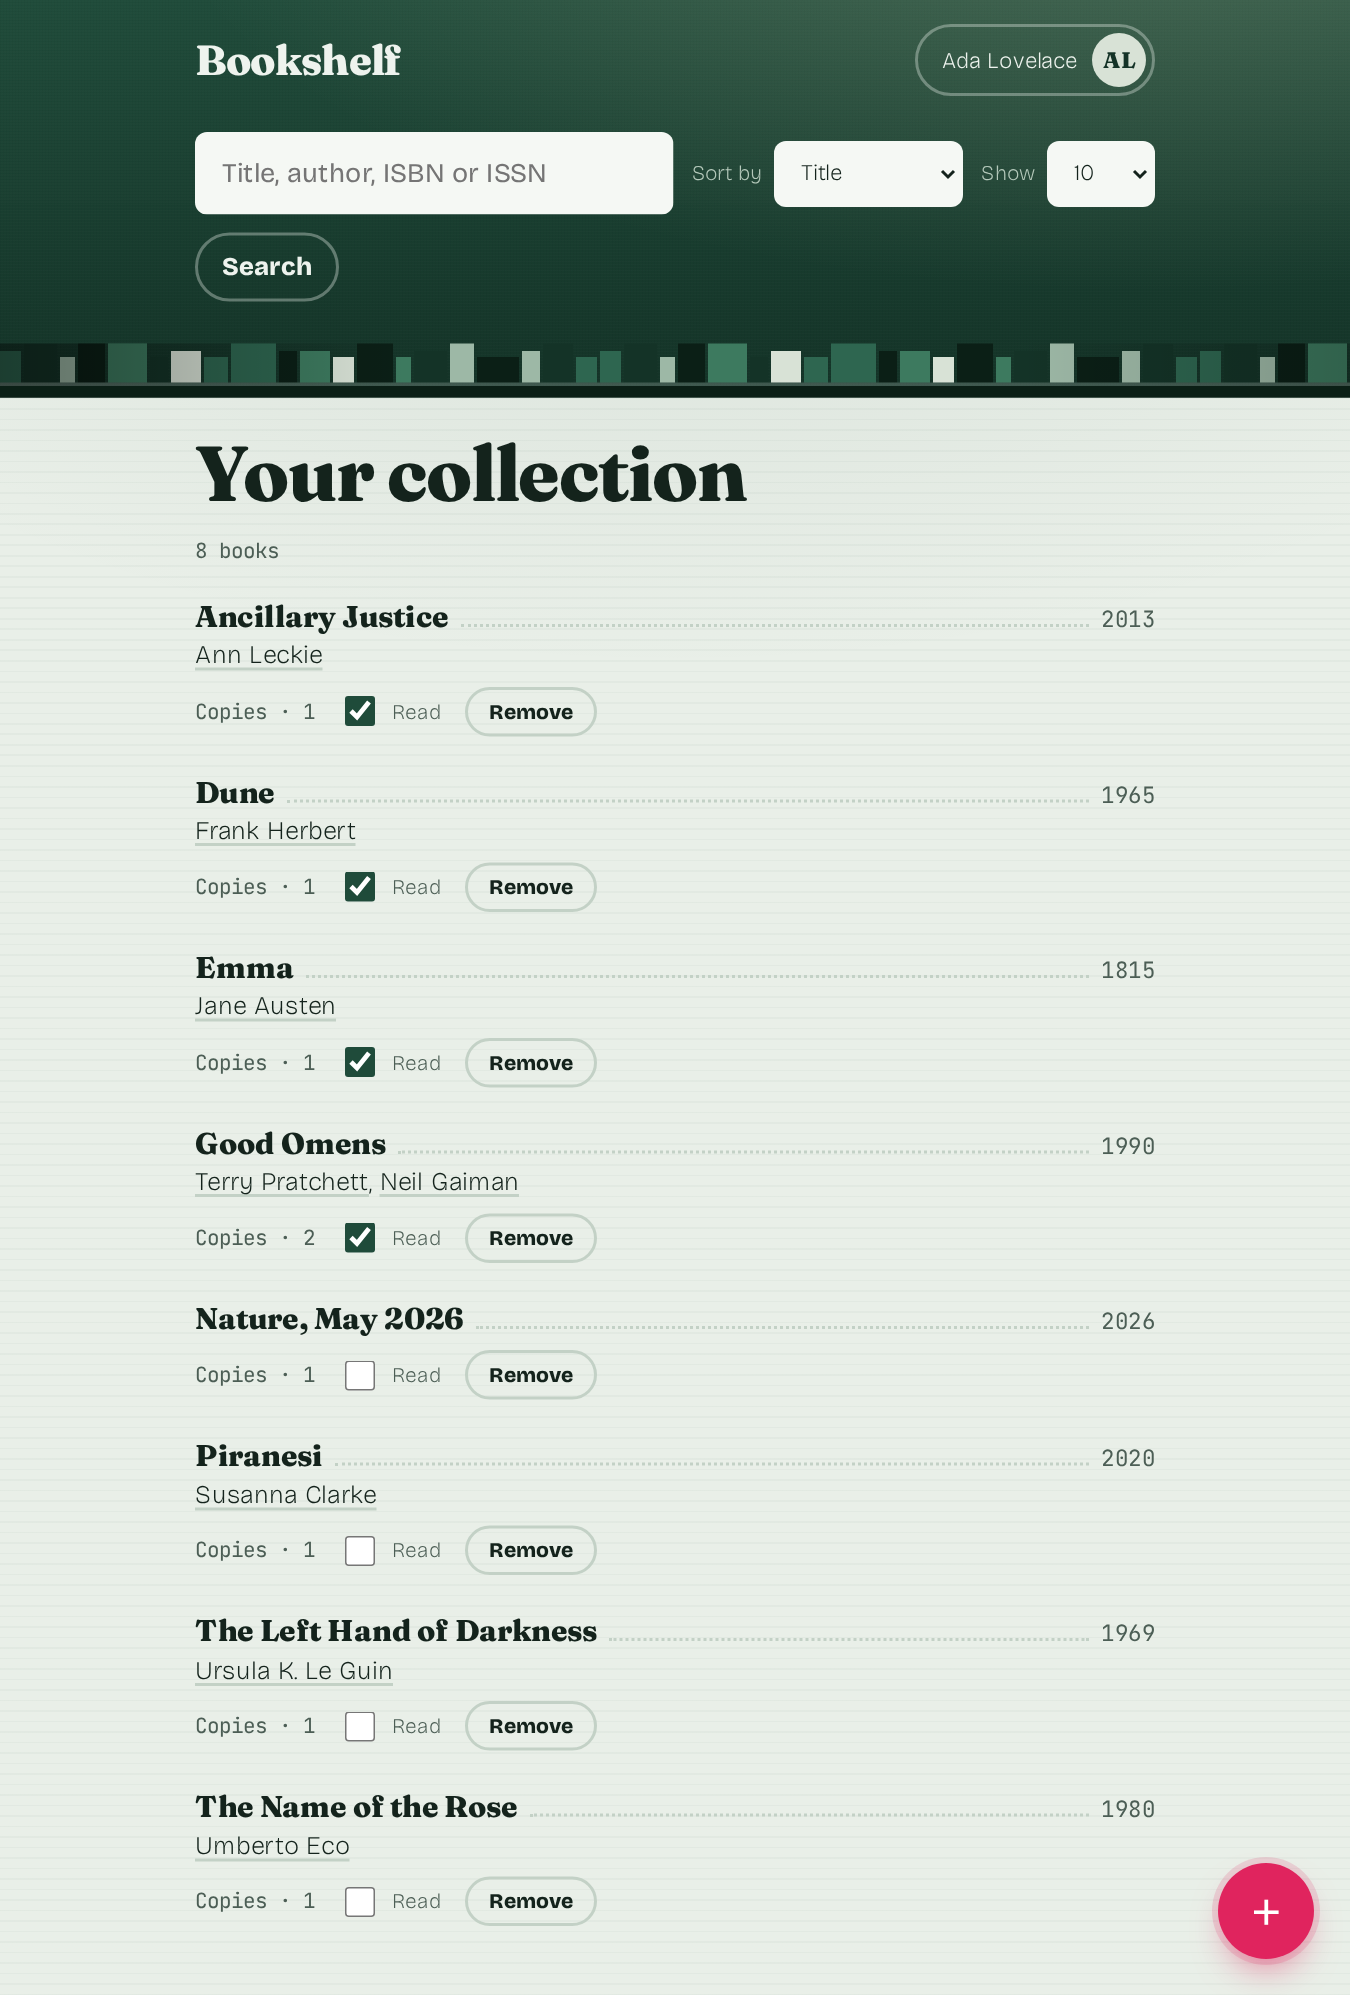 Bookshelf
Ada Lovelace AL
Title, author, ISBN or ISSN Sort by Title Show 10
Search
Your collection
8 books
Ancillary Justice 2013
Ann Leckie
Copies · 1 Read Remove
Dune 1965
Frank Herbert
Copies · 1 Read Remove
Emma 1815
Jane Austen
Copies · 1 Read Remove
Good Omens 1990
Terry Pratchett, Neil Gaiman
Copies · 2 Read Remove
Nature, May 2026 2026
Copies · 1 Read Remove
Piranesi 2020
Susanna Clarke
Copies · 1 Read Remove
The Left Hand of Darkness 1969
Ursula K. Le Guin
Copies · 1 Read Remove
The Name of the Rose 1980
Umberto Eco
Copies · 1 Read Remove
+